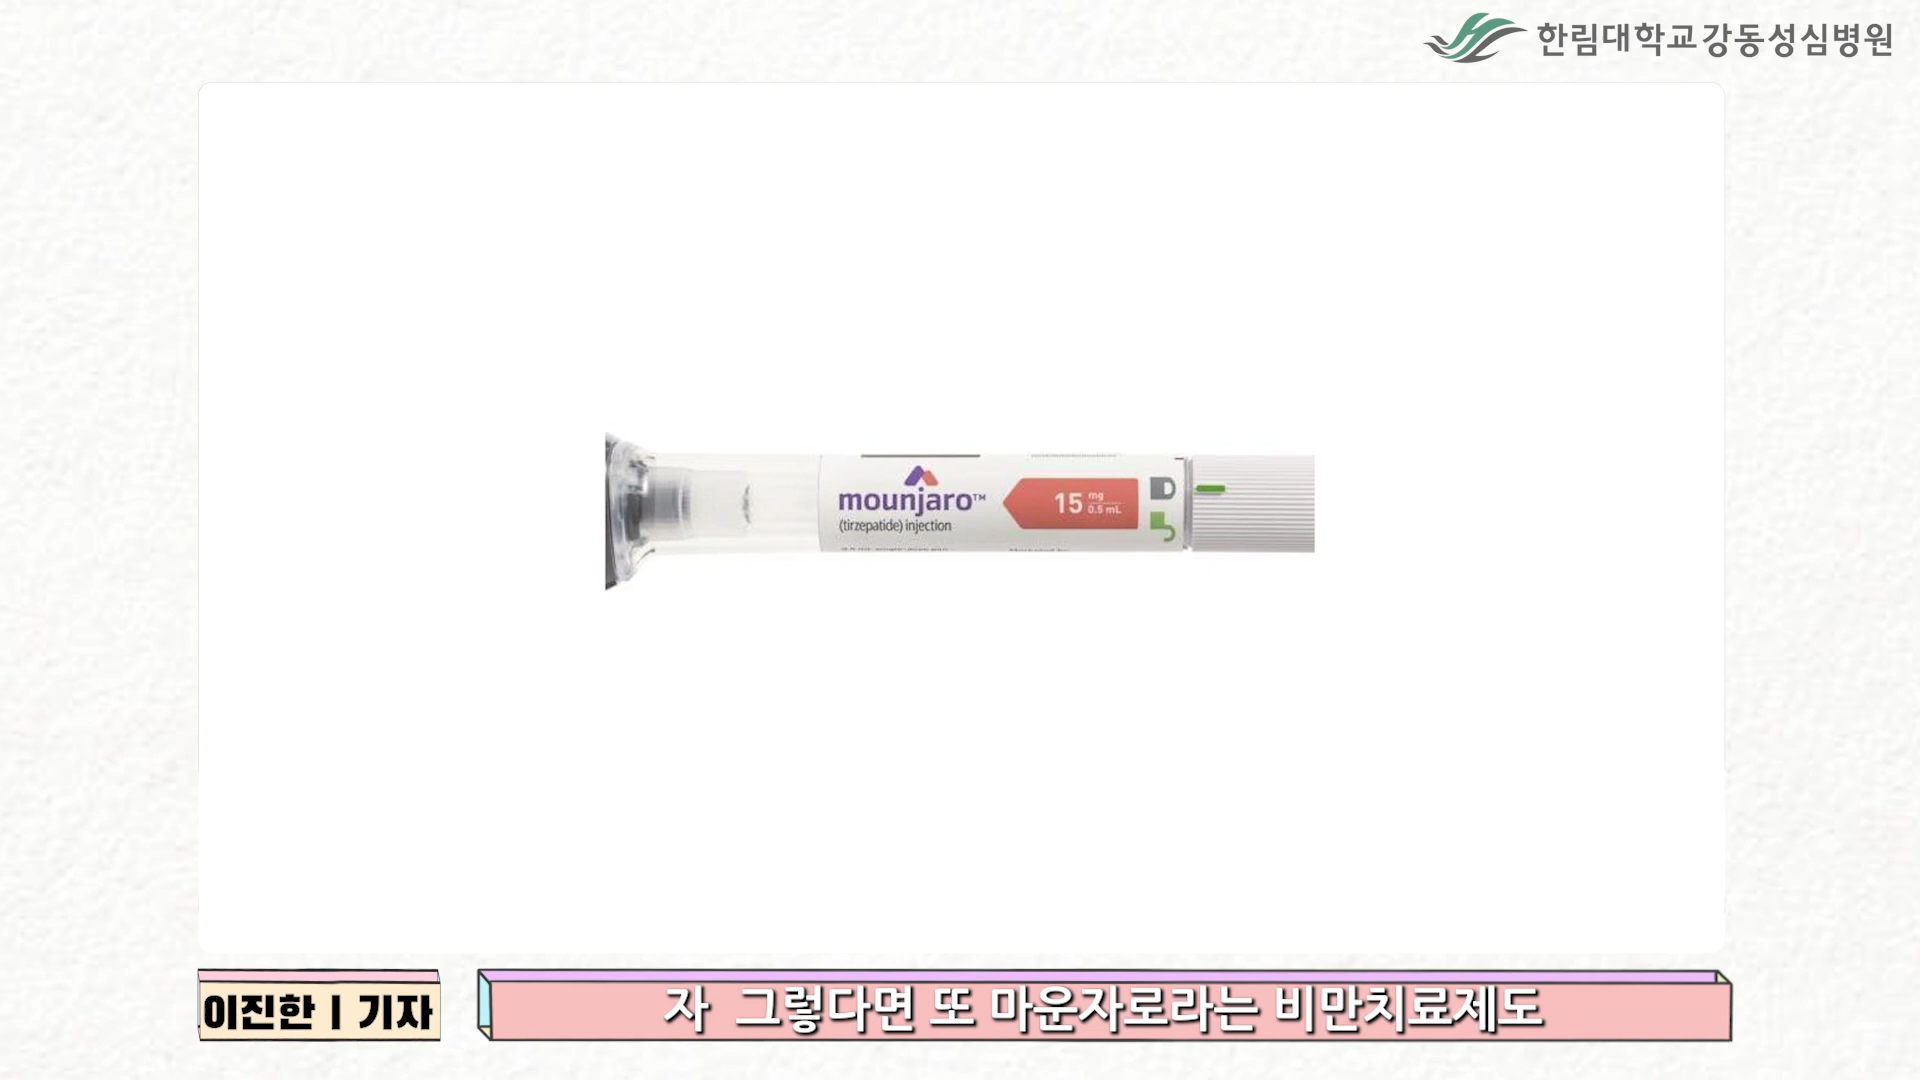 한림대학교강동성심병원
mounjaro™
(tirzepatide) injection
15 mg
0.5 mL
이진한 | 기자
자 그렇다면 또 마운자로라는 비만치료제도